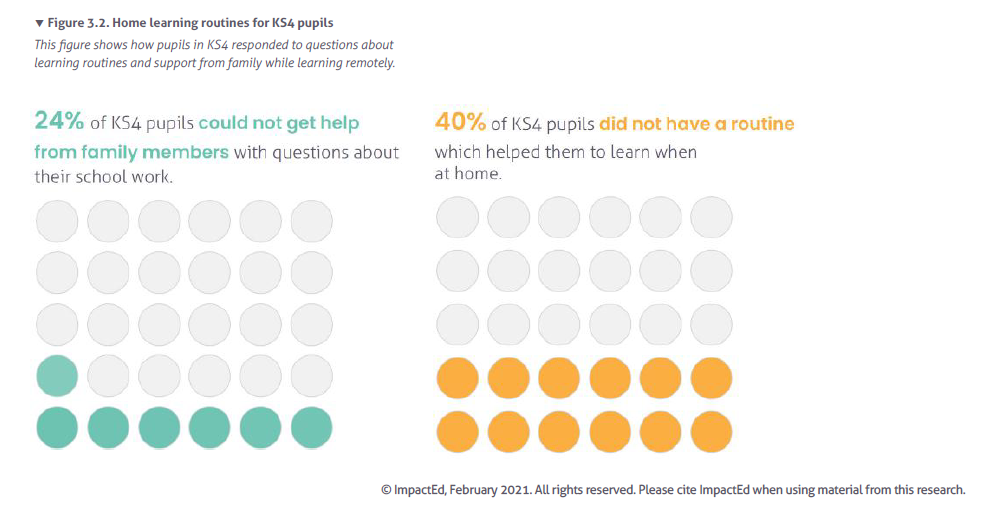 ▼ Figure 3.2. Home learning routines for KS4 pupils
This figure shows how pupils in KS4 responded to questions about
learning routines and support from family while learning remotely.
24% of KS4 pupils could not get help
from family members with questions about
their school work.
40% of KS4 pupils did not have a routine
which helped them to learn when
at home.
© ImpactEd, February 2021. All rights reserved. Please cite ImpactEd when using material from this research.